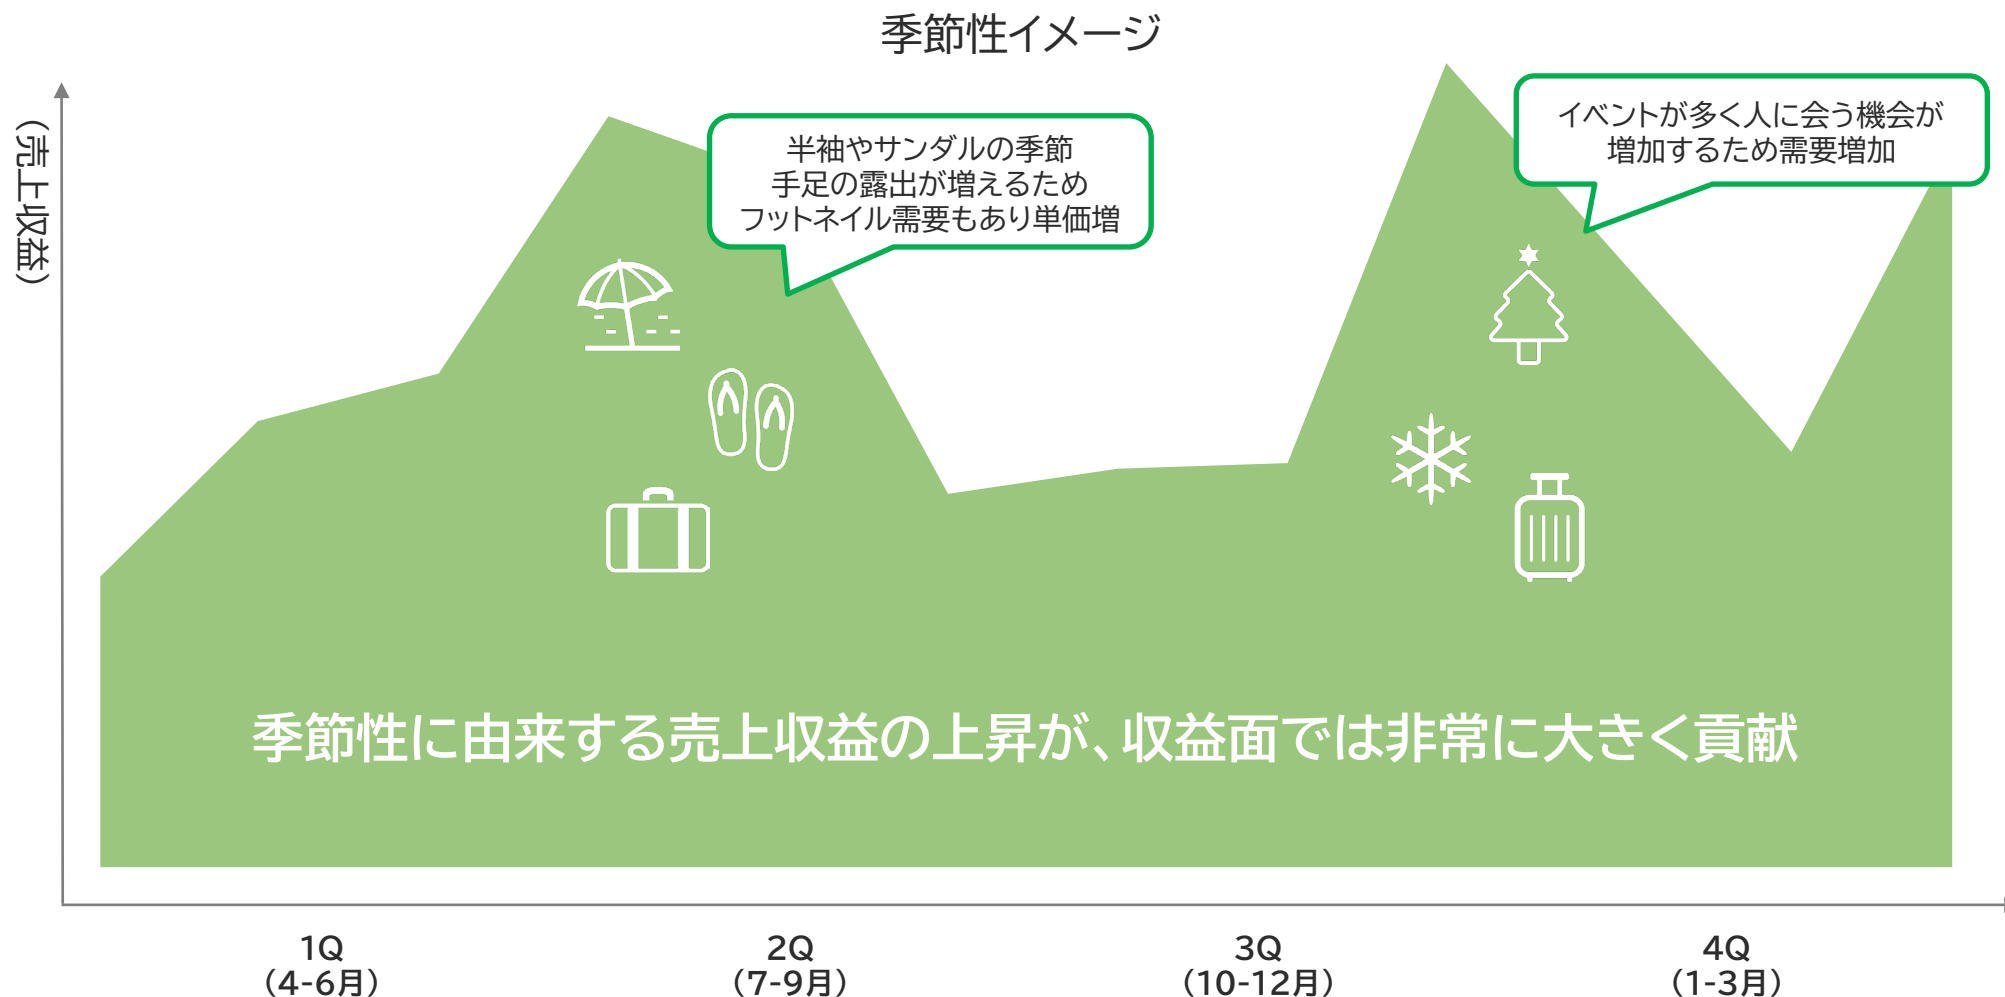 季節性イメージ
（売上収益）
半袖やサンダルの季節
手足の露出が増えるため
フットネイル需要もあり単価増
イベントが多く人に会う機会が
増加するため需要増加
季節性に由来する売上収益の上昇が、収益面では非常に大きく貢献
1Q
（4-6月）
2Q
（7-9月）
3Q
（10-12月）
4Q
（1-3月）